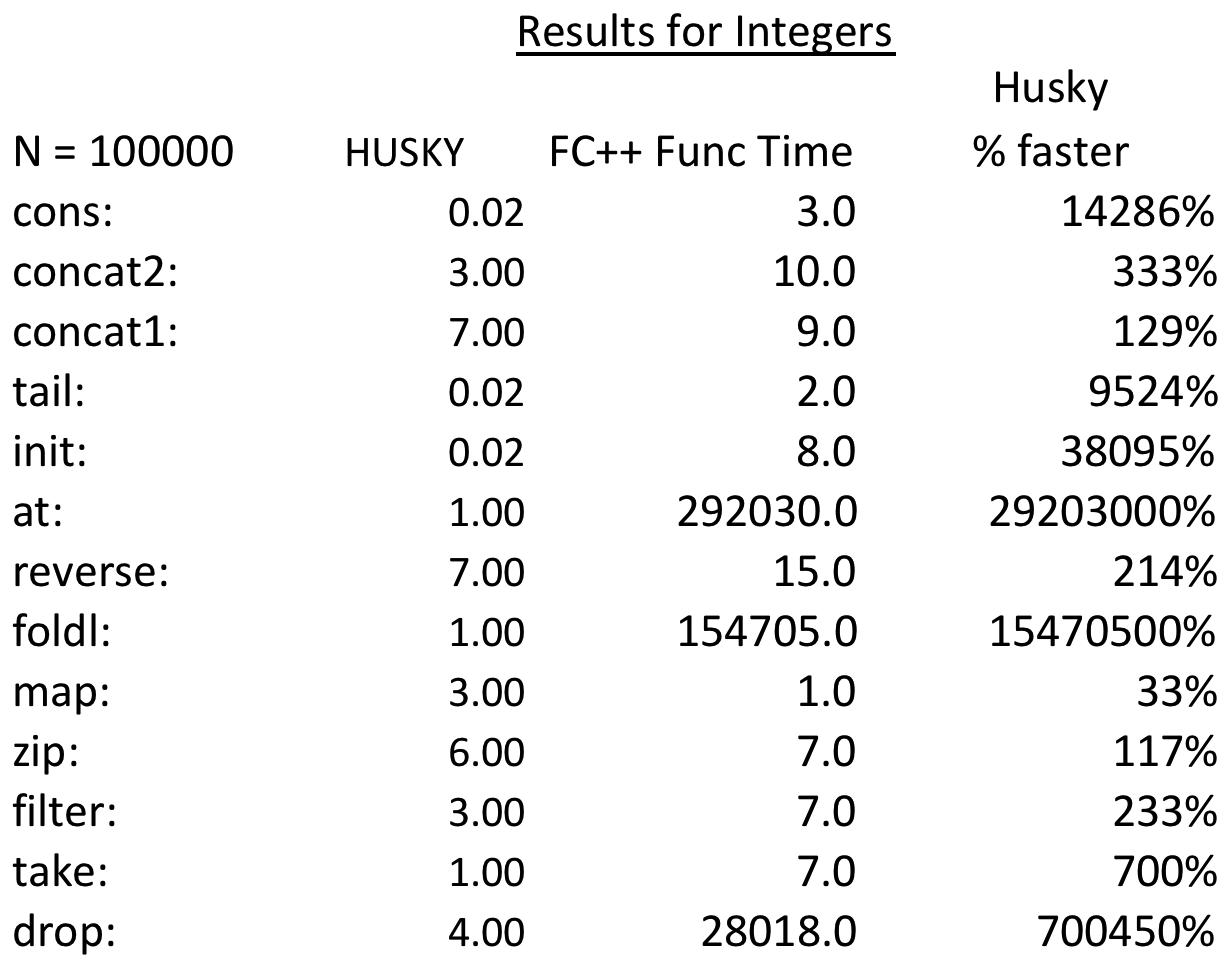 Results for Integers
Husky
N = 100000 HUSKY FC++ Func Time % faster
cons: 0.02 3.0 14286%
concat2: 3.00 10.0 333%
concat1: 7.00 9.0 129%
tail: 0.02 2.0 9524%
init: 0.02 8.0 38095%
at: 1.00 292030.0 29203000%
reverse: 7.00 15.0 214%
foldl: 1.00 154705.0 15470500%
map: 3.00 1.0 33%
zip: 6.00 7.0 117%
filter: 3.00 7.0 233%
take: 1.00 7.0 700%
drop: 4.00 28018.0 700450%